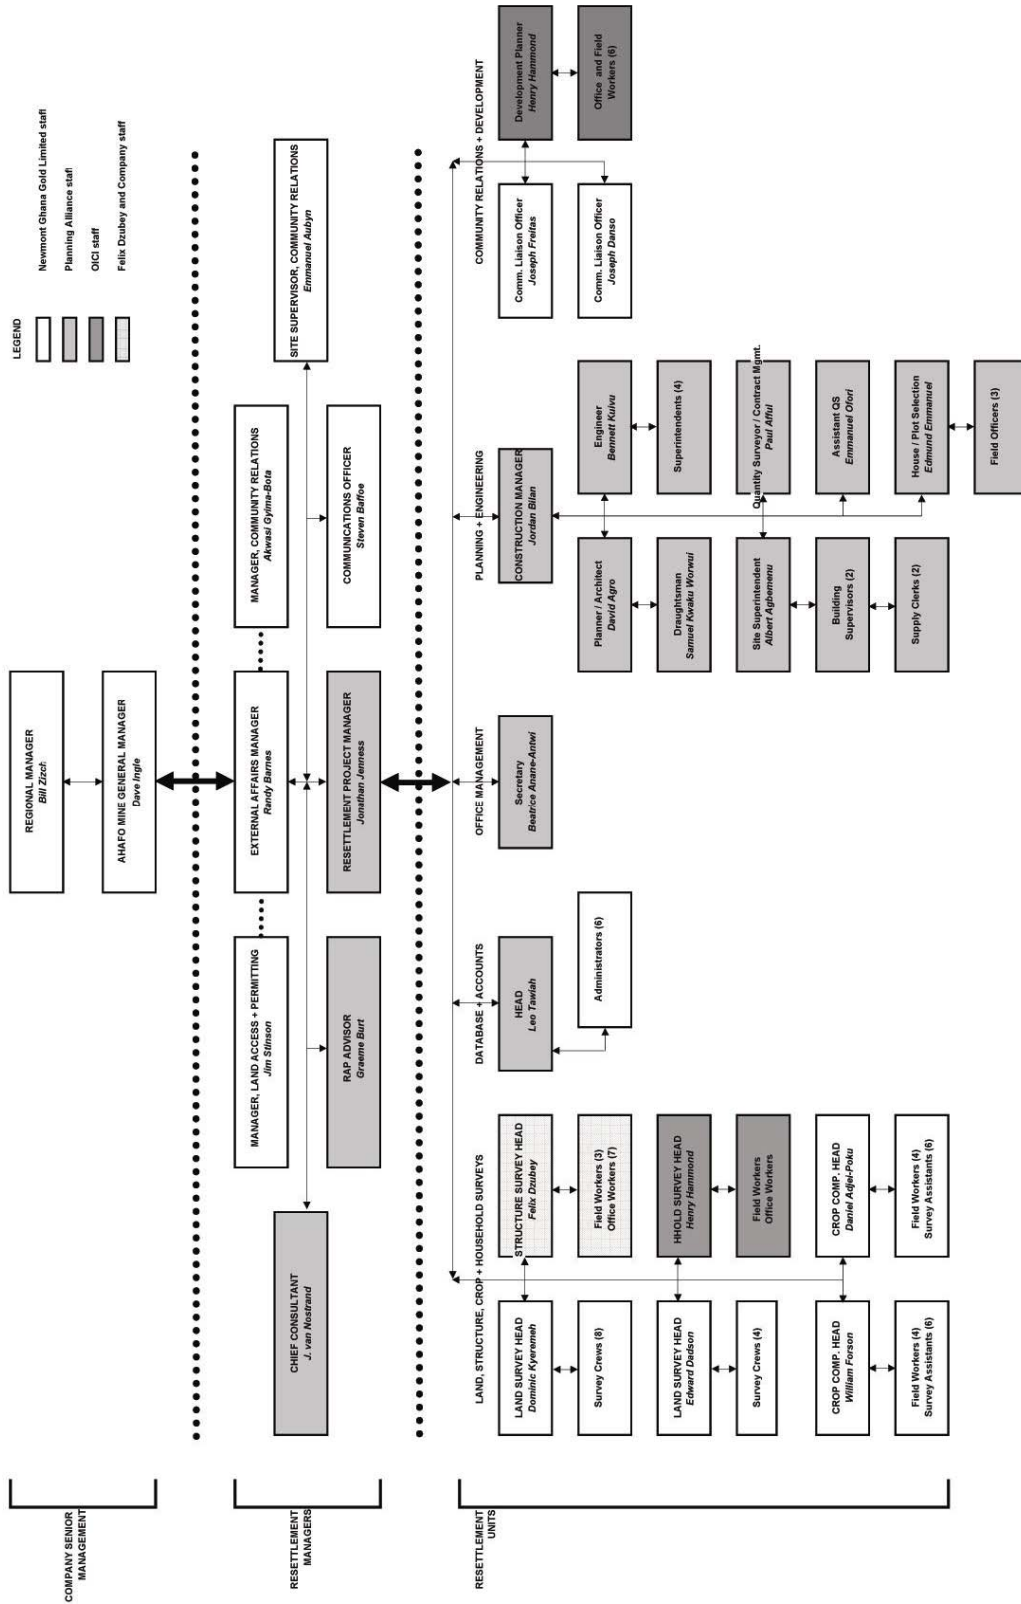 LEGEND
Newmont Ghana Gold Limited staff
Planning Alliance staff
OICI staff
Felix Dzubey and Company staff
COMPANY SENIOR
MANAGEMENT
REGIONAL MANAGER
Bill Zisch
AHAFO MINE GENERAL MANAGER
Dave Ingle
RESETTLEMENT
MANAGERS
CHIEF CONSULTANT
J. van Nostrand
MANAGER, LAND ACCESS + PERMITTING
Jim Stinson
EXTERNAL AFFAIRS MANAGER
Randy Barnes
MANAGER, COMMUNITY RELATIONS
Akwasi Gyima-Bota
SITE SUPERVISOR, COMMUNITY RELATIONS
Emmanuel Aubyn
RAP ADVISOR
Graeme Burt
RESETTLEMENT PROJECT MANAGER
Jonathan Jenness
COMMUNICATIONS OFFICER
Steven Baffoe
RESETTLEMENT
UNITS
LAND, STRUCTURE, CROP + HOUSEHOLD SURVEYS
LAND SURVEY HEAD
Dominic Kyeremeh
STRUCTURE SURVEY HEAD
Felix Dzubey
Survey Crews (8)
Field Workers (3)
Office Workers (7)
LAND SURVEY HEAD
Edward Dadson
HHOLD SURVEY HEAD
Henry Hammond
Survey Crews (4)
Field Workers
Office Workers
CROP COMP. HEAD
William Forson
CROP COMP. HEAD
Daniel Adjei-Poku
Field Workers (4)
Survey Assistants (6)
Field Workers (4)
Survey Assistants (6)
DATABASE + ACCOUNTS
HEAD
Leo Tawiah
Administrators (6)
OFFICE MANAGEMENT
Secretary
Beatrice Anane-Antwi
PLANNING + ENGINEERING
CONSTRUCTION MANAGER
Jordan Bilan
Planner / Architect
David Agro
Engineer
Bennett Kuivu
Draughtsman
Samuel Kwaku Worwui
Superintendents (4)
Site Superintendent
Albert Agbemenu
Quantity Surveyor / Contract Mgmt.
Paul Afful
Building
Supervisors (2)
Assistant QS
Emmanuel Ofori
Supply Clerks (2)
House / Plot Selection
Edmund Emmanuel
Field Officers (3)
COMMUNITY RELATIONS + DEVELOPMENT
Comm. Liaison Officer
Joseph Freitas
Development Planner
Henry Hammond
Comm. Liaison Officer
Joseph Danso
Office and Field
Workers (6)